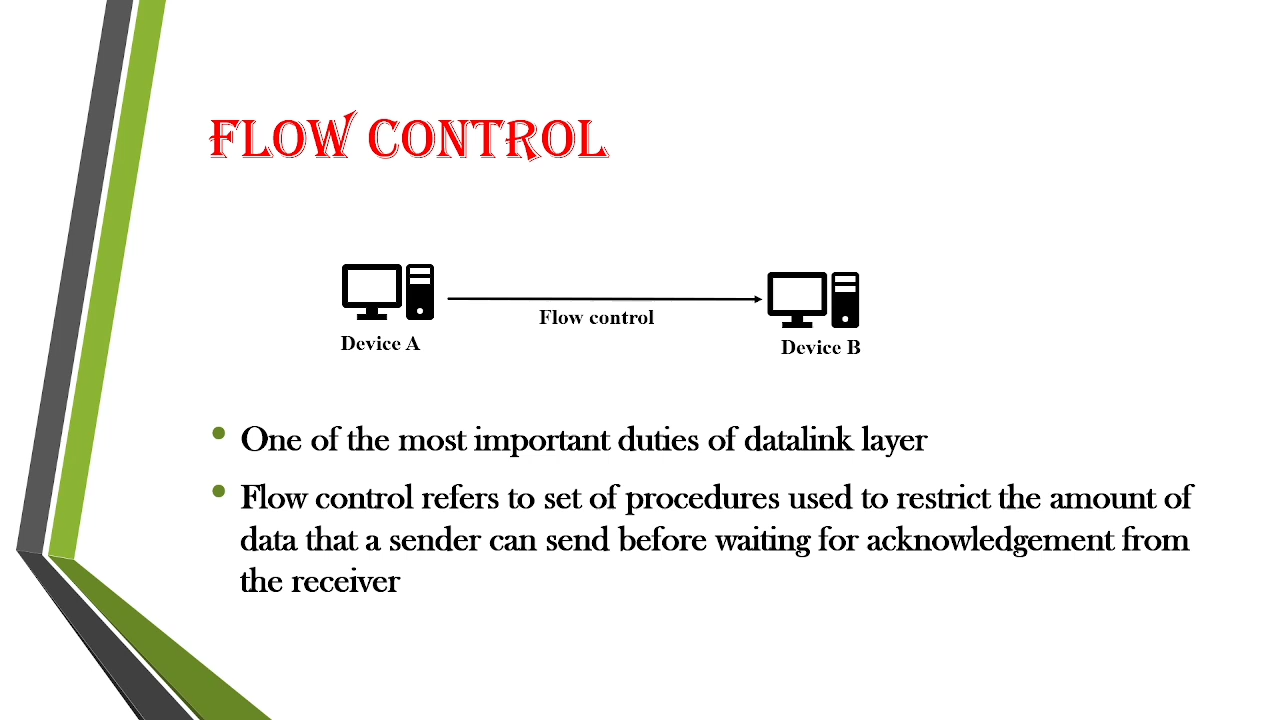 FLOW CONTROL
Flow control
Device A
Device B
One of the most important duties of datalink layer
Flow control refers to set of procedures used to restrict the amount of
data that a sender can send before waiting for acknowledgement from
the receiver